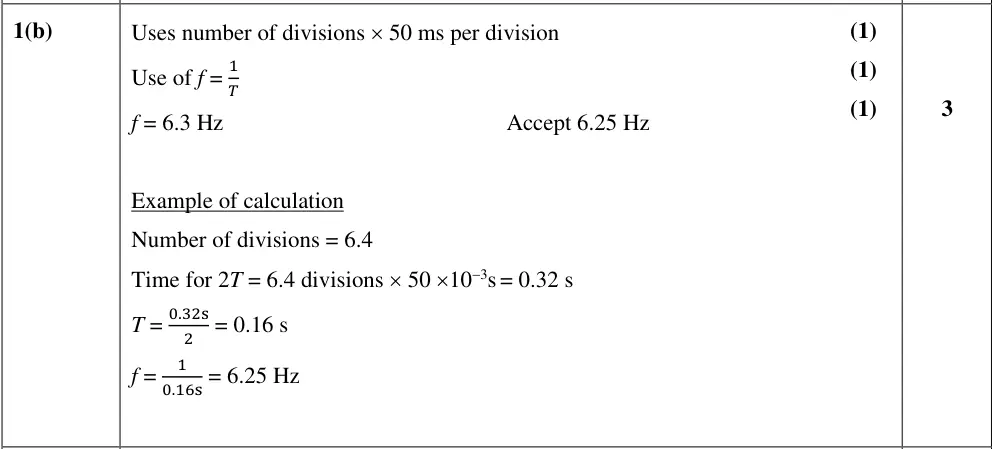 1(b) Uses number of divisions × 50 ms per division (1)
Use of f = 1/T (1)
f = 6.3 Hz Accept 6.25 Hz (1) 3
Example of calculation
Number of divisions = 6.4
Time for 2T = 6.4 divisions × 50 ×10⁻³s = 0.32 s
T = 0.32s/2 = 0.16 s
f = 1/0.16s = 6.25 Hz